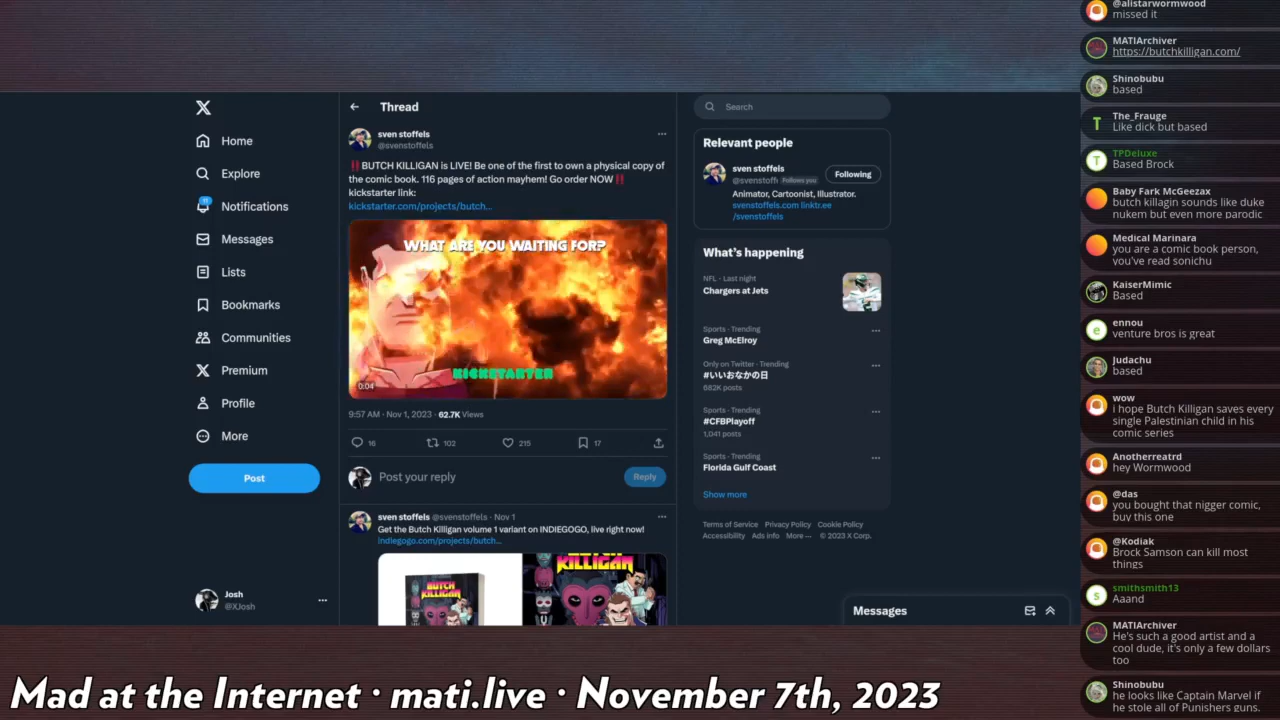 Home
Explore
11
Notifications
Messages
Lists
Bookmarks
Communities
Premium
Profile
More
Post
Josh
@XJosh
Thread
sven stoffels
@svenstoffels
‼️BUTCH KILLIGAN is LIVE! Be one of the first to own a physical copy of
the comic book. 116 pages of action mayhem! Go order NOW‼️
kickstarter link:
kickstarter.com/projects/butch…
WHAT ARE YOU WAITING FOR?
KICKSTARTER
0:04
9:57 AM · Nov 1, 2023 · 62.7K Views
16 102 215 17
Post your reply
Reply
sven stoffels @svenstoffels · Nov 1
Get the Butch Killigan volume 1 variant on INDIEGOGO, live right now!
indiegogo.com/projects/butch…
BUTCH
KILLIGAN
KILLIGAN
Search
Relevant people
sven stoffels
@svenstoff Follows you
Following
Animator, Cartoonist, Illustrator.
svenstoffels.com linktr.ee
/svenstoffels
What's happening
NFL · Last night
Chargers at Jets
Sports · Trending
Greg McElroy
Only on Twitter · Trending
#いいおなかの日
682K posts
Sports · Trending
#CFBPlayoff
1,041 posts
Sports · Trending
Florida Gulf Coast
Show more
Terms of Service Privacy Policy Cookie Policy
Accessibility Ads info More ··· © 2023 X Corp.
Messages
@alistarwormwood
missed it
MATIArchiver
https://butchkilligan.com/
Shinobubu
based
The_Frauge
Like dick but based
TPDeluxe
Based Brock
Baby Fark McGeezax
butch killagin sounds like duke
nukem but even more parodic
Medical Marinara
you are a comic book person,
you've read sonichu
KaiserMimic
Based
ennou
venture bros is great
Judachu
based
wow
i hope Butch Killigan saves every
single Palestinian child in his
comic series
Anotherreatrd
hey Wormwood
@das
you bought that nigger comic,
buy this one
@Kodiak
Brock Samson can kill most
things
smithsmith13
Aaand
MATIArchiver
He's such a good artist and a
cool dude, it's only a few dollars
too
Shinobubu
he looks like Captain Marvel if
he stole all of Punishers guns.
Mad at the Internet · mati.live · November 7th, 2023